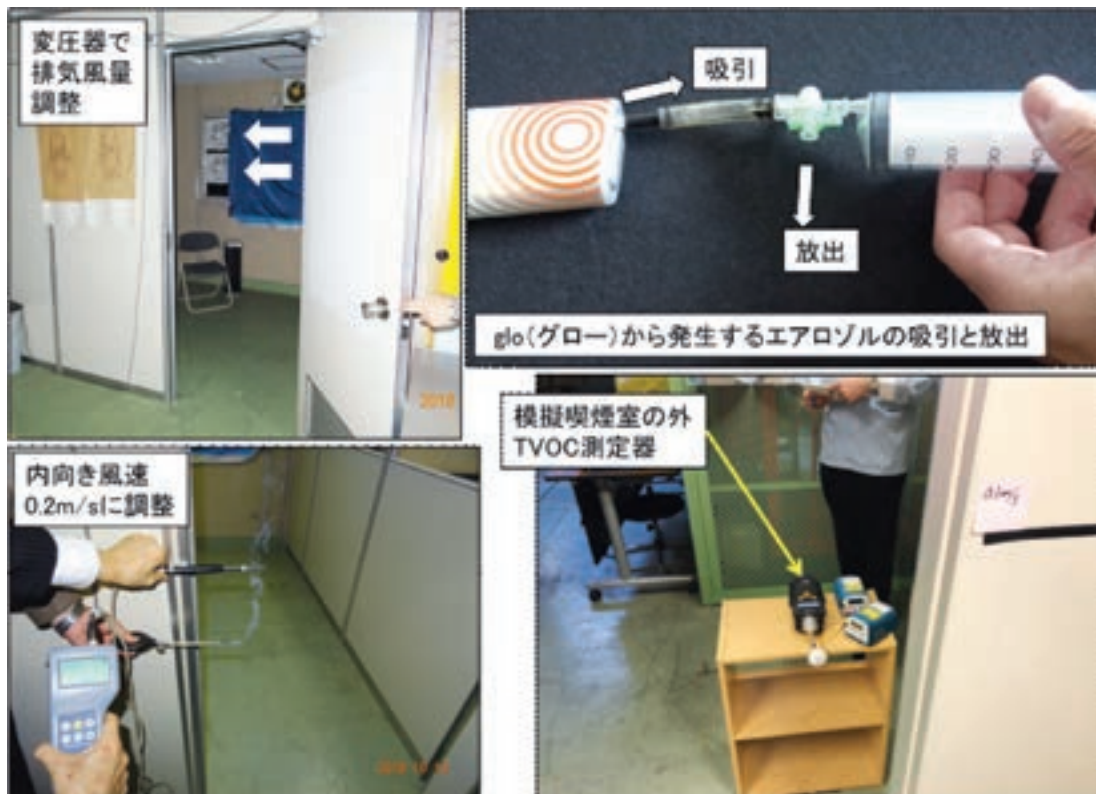 変圧器で
排気風量
調整
吸引
放出
glo（グロー）から発生するエアロゾルの吸引と放出
2018
模擬喫煙室の外
TVOC測定器
内向き風速
0.2m/sに調整